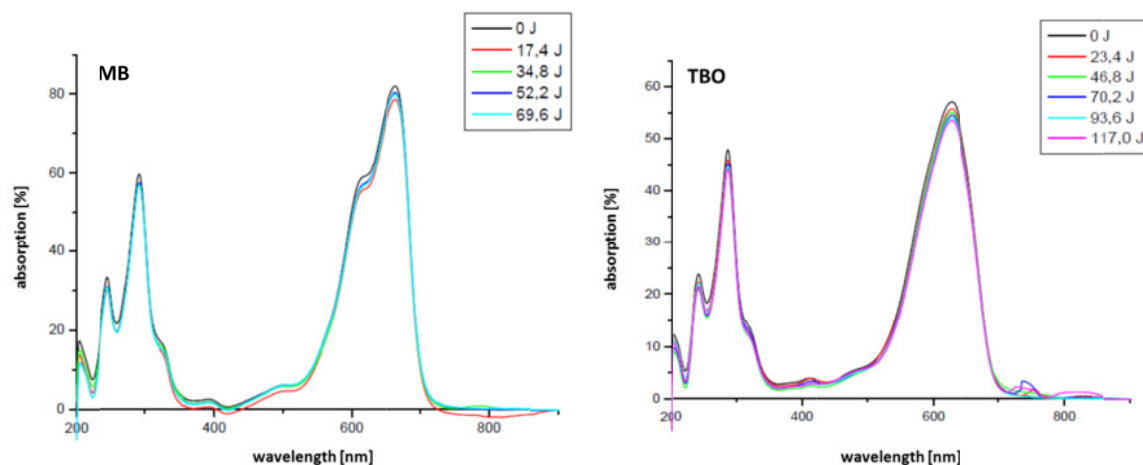 MB
0 J
17,4 J
34,8 J
52,2 J
69,6 J
absorption [%]
80
60
40
20
0
200
400
600
800
wavelength [nm]
TBO
0 J
23,4 J
46,8 J
70,2 J
93,6 J
117,0 J
absorption [%]
60
50
40
30
20
10
0
200
400
600
800
wavelength [nm]